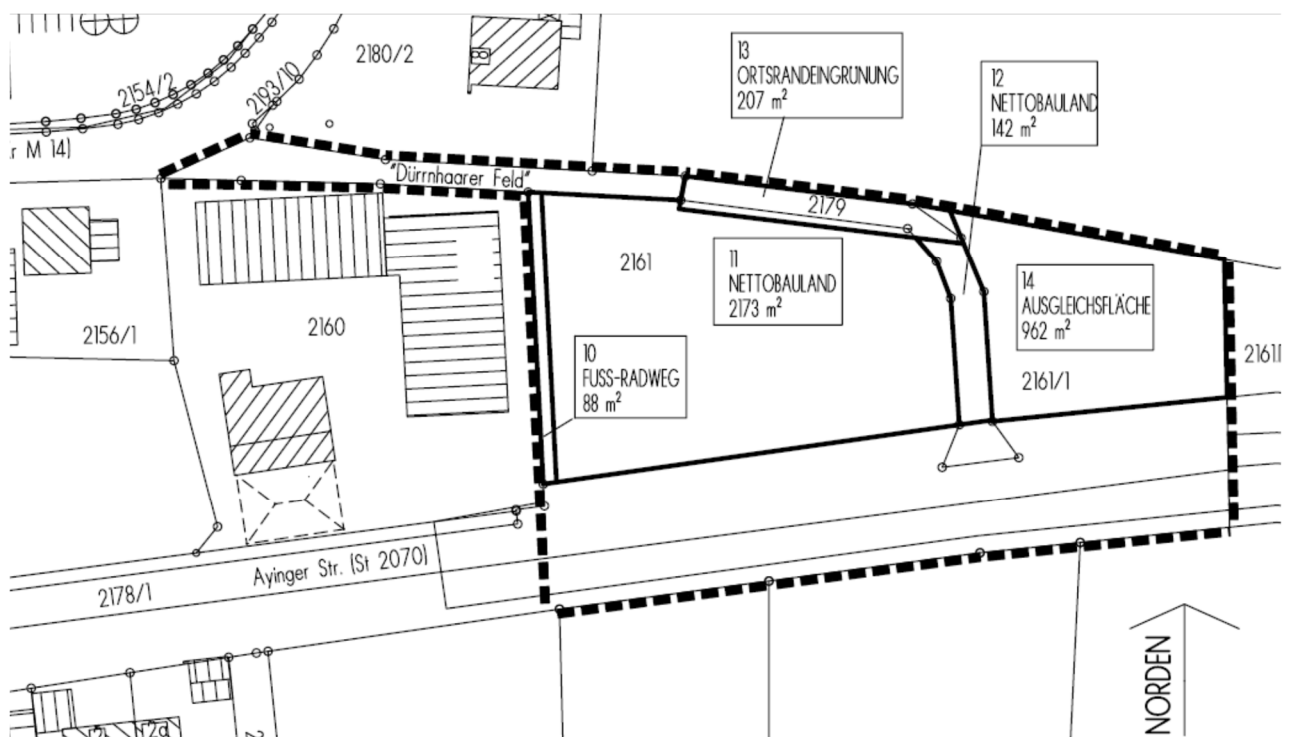 2180/2
2154/2
2193/10
r M 14)
13
ORTSRANDEINGRÜNUNG
207 m²
12
NETTOBAULAND
142 m²
"Dürrnhaarer Feld"
2179
2161
11
NETTOBAULAND
2173 m²
14
AUSGLEICHSFLÄCHE
962 m²
2156/1
2160
10
FUSS-RADWEG
88 m²
2161/1
2161/
Ayinger Str. (St 2070)
2178/1
NORDEN